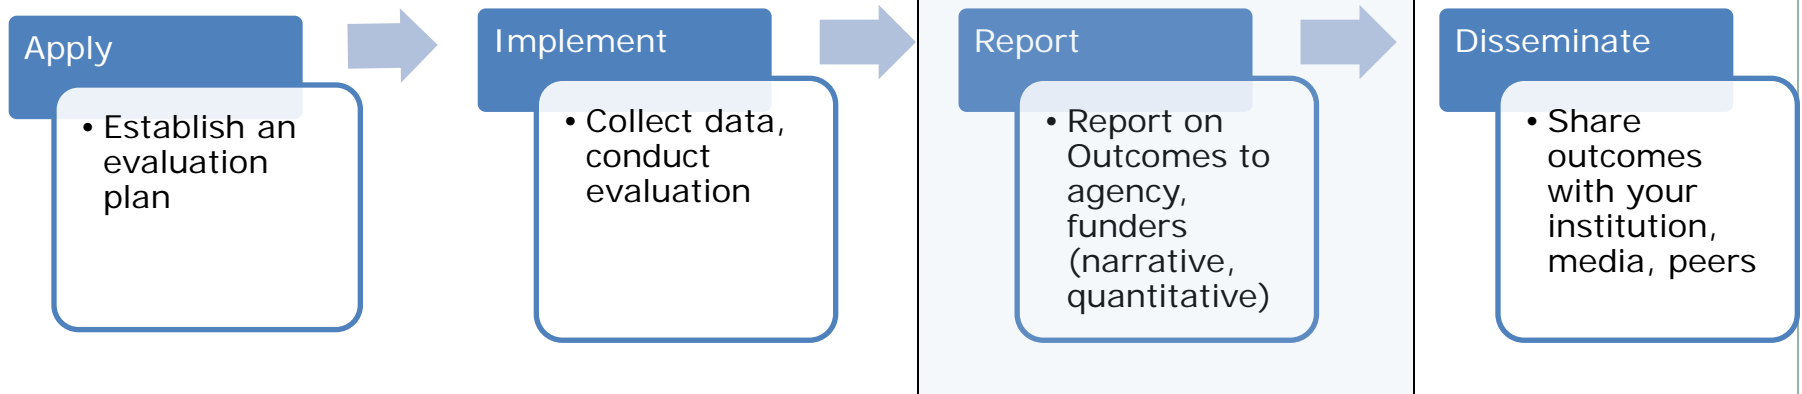 Apply
• Establish an
evaluation
plan
Implement
• Collect data,
conduct
evaluation
Report
• Report on
Outcomes to
agency,
funders
(narrative,
quantitative)
Disseminate
• Share
outcomes
with your
institution,
media, peers